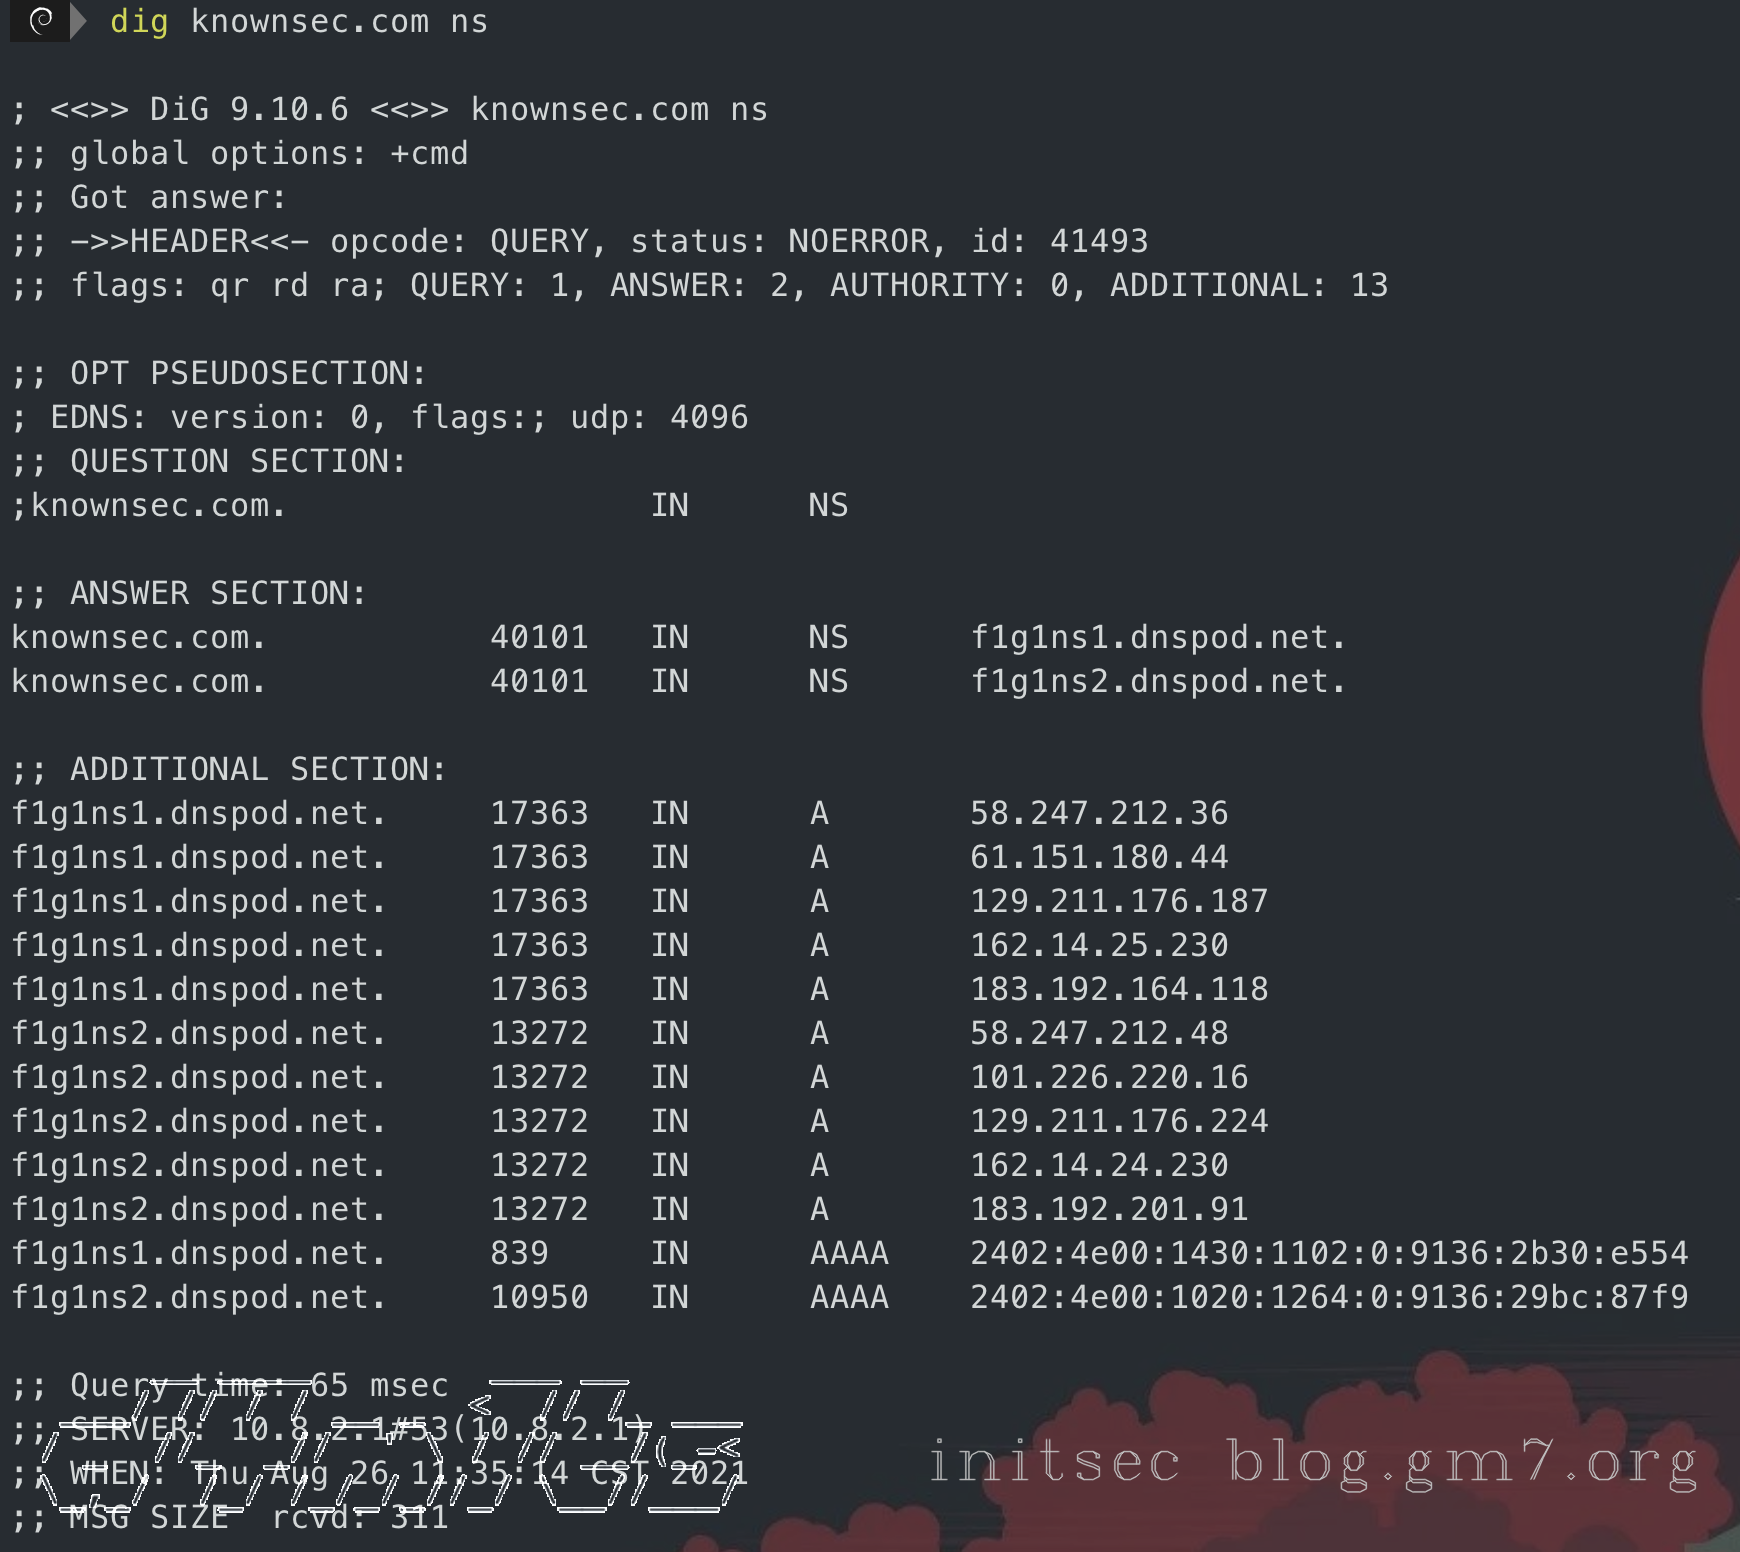 dig knownsec.com ns
; <<>> DiG 9.10.6 <<>> knownsec.com ns
;; global options: +cmd
;; Got answer:
;; ->>HEADER<<- opcode: QUERY, status: NOERROR, id: 41493
;; flags: qr rd ra; QUERY: 1, ANSWER: 2, AUTHORITY: 0, ADDITIONAL: 13
;; OPT PSEUDOSECTION:
; EDNS: version: 0, flags:; udp: 4096
;; QUESTION SECTION:
;knownsec.com. IN NS
;; ANSWER SECTION:
knownsec.com. 40101 IN NS f1g1ns1.dnspod.net.
knownsec.com. 40101 IN NS f1g1ns2.dnspod.net.
;; ADDITIONAL SECTION:
f1g1ns1.dnspod.net. 17363 IN A 58.247.212.36
f1g1ns1.dnspod.net. 17363 IN A 61.151.180.44
f1g1ns1.dnspod.net. 17363 IN A 129.211.176.187
f1g1ns1.dnspod.net. 17363 IN A 162.14.25.230
f1g1ns1.dnspod.net. 17363 IN A 183.192.164.118
f1g1ns2.dnspod.net. 13272 IN A 58.247.212.48
f1g1ns2.dnspod.net. 13272 IN A 101.226.220.16
f1g1ns2.dnspod.net. 13272 IN A 129.211.176.224
f1g1ns2.dnspod.net. 13272 IN A 162.14.24.230
f1g1ns2.dnspod.net. 13272 IN A 183.192.201.91
f1g1ns1.dnspod.net. 839 IN AAAA 2402:4e00:1430:1102:0:9136:2b30:e554
f1g1ns2.dnspod.net. 10950 IN AAAA 2402:4e00:1020:1264:0:9136:29bc:87f9
;; Query time: 65 msec
;; SERVER: 10.8.2.1#53(10.8.2.1)
;; WHEN: Thu Aug 26 11:35:14 CST 2021
;; MSG SIZE rcvd: 311
initsec blog.gm7.org